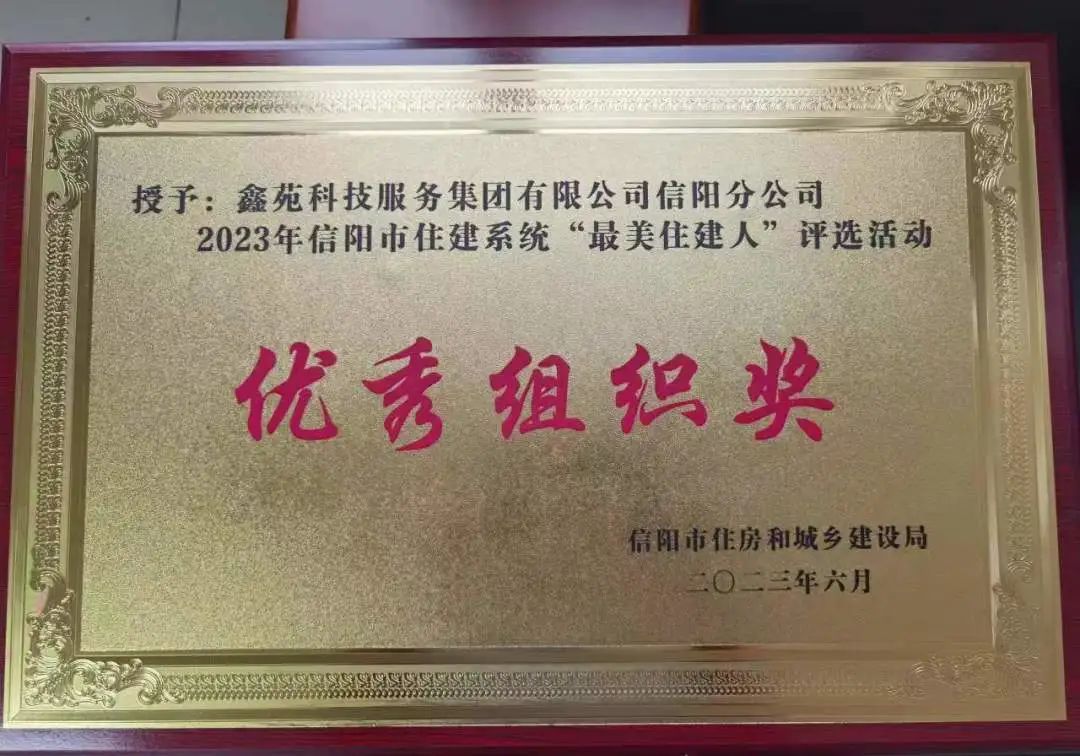 授予：鑫苑科技服务集团有限公司信阳分公司
2023年信阳市住建系统“最美住建人”评选活动
优秀组织奖
信阳市住房和城乡建设局
二〇二三年六月